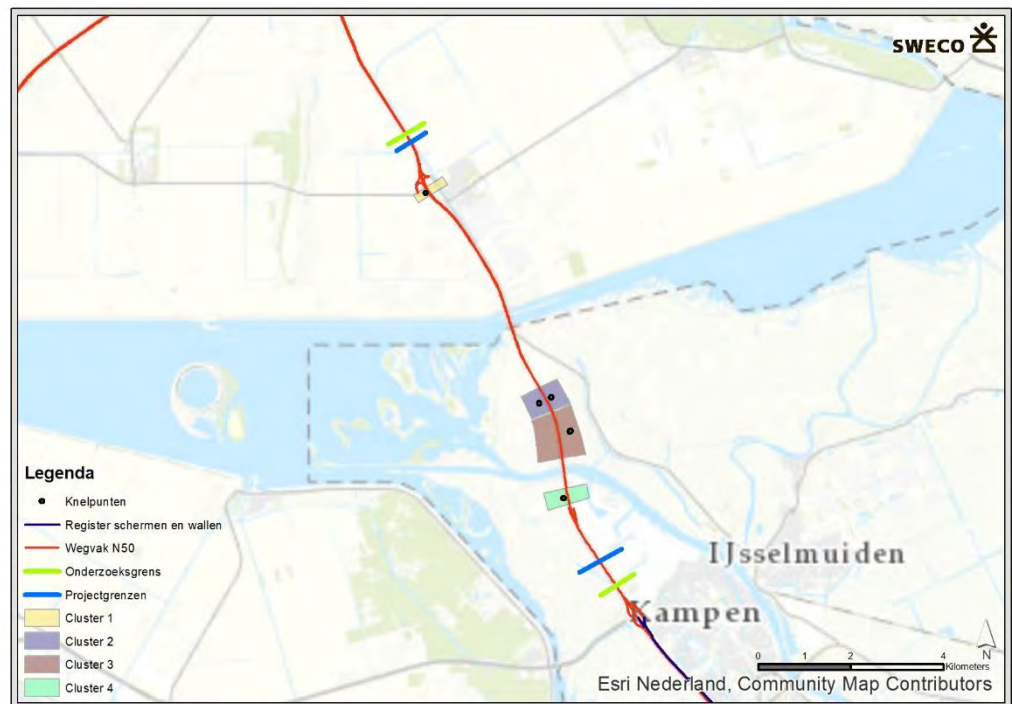 SWECO
Legenda
Knelpunten
Register schermen en wallen
Wegvak N50
Onderzoeksgrens
Projectgrenzen
Cluster 1
Cluster 2
Cluster 3
Cluster 4
IJsselmuiden
Kampen
N
0 1 2 4
Kilometers
Esri Nederland, Community Map Contributors